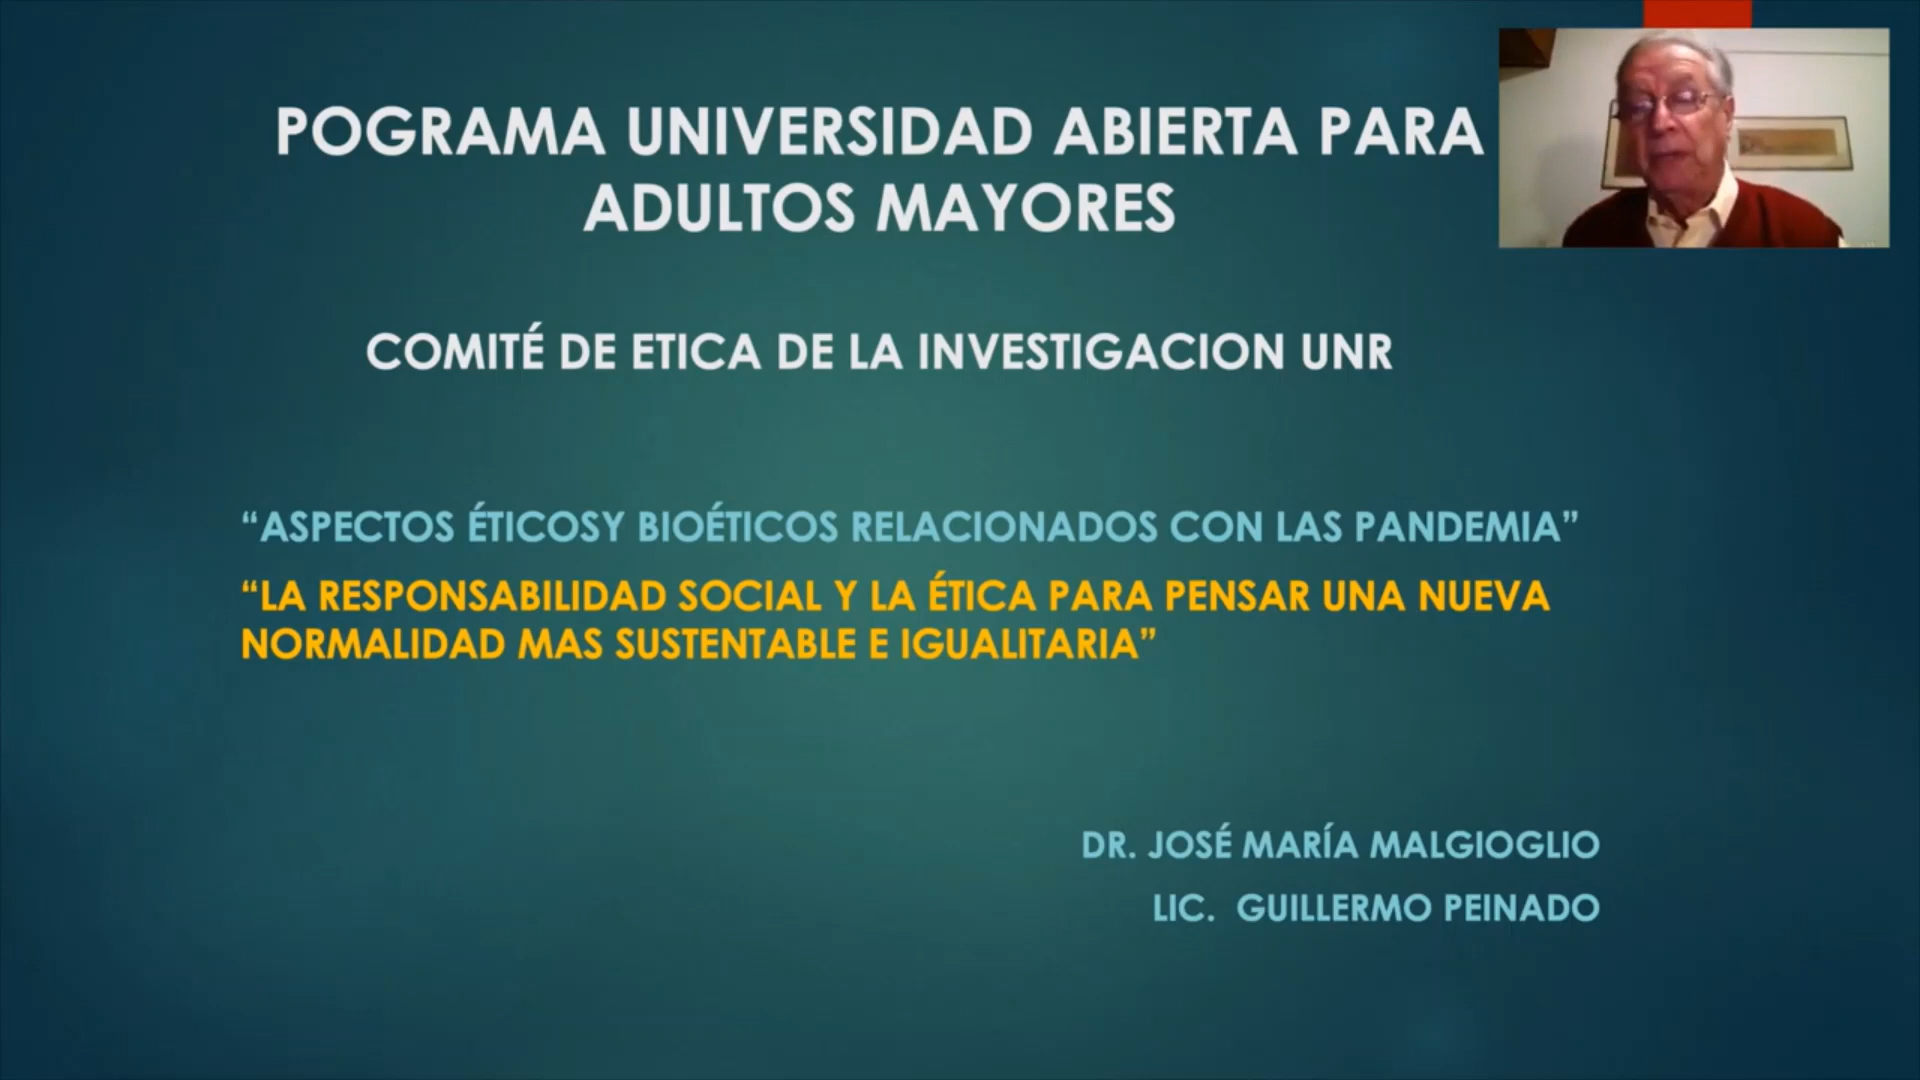 POGRAMA UNIVERSIDAD ABIERTA PARA
ADULTOS MAYORES
COMITÉ DE ETICA DE LA INVESTIGACION UNR
“ASPECTOS ÉTICOSY BIOÉTICOS RELACIONADOS CON LAS PANDEMIA”
“LA RESPONSABILIDAD SOCIAL Y LA ÉTICA PARA PENSAR UNA NUEVA
NORMALIDAD MAS SUSTENTABLE E IGUALITARIA”
DR. JOSÉ MARÍA MALGIOGLIO
LIC. GUILLERMO PEINADO